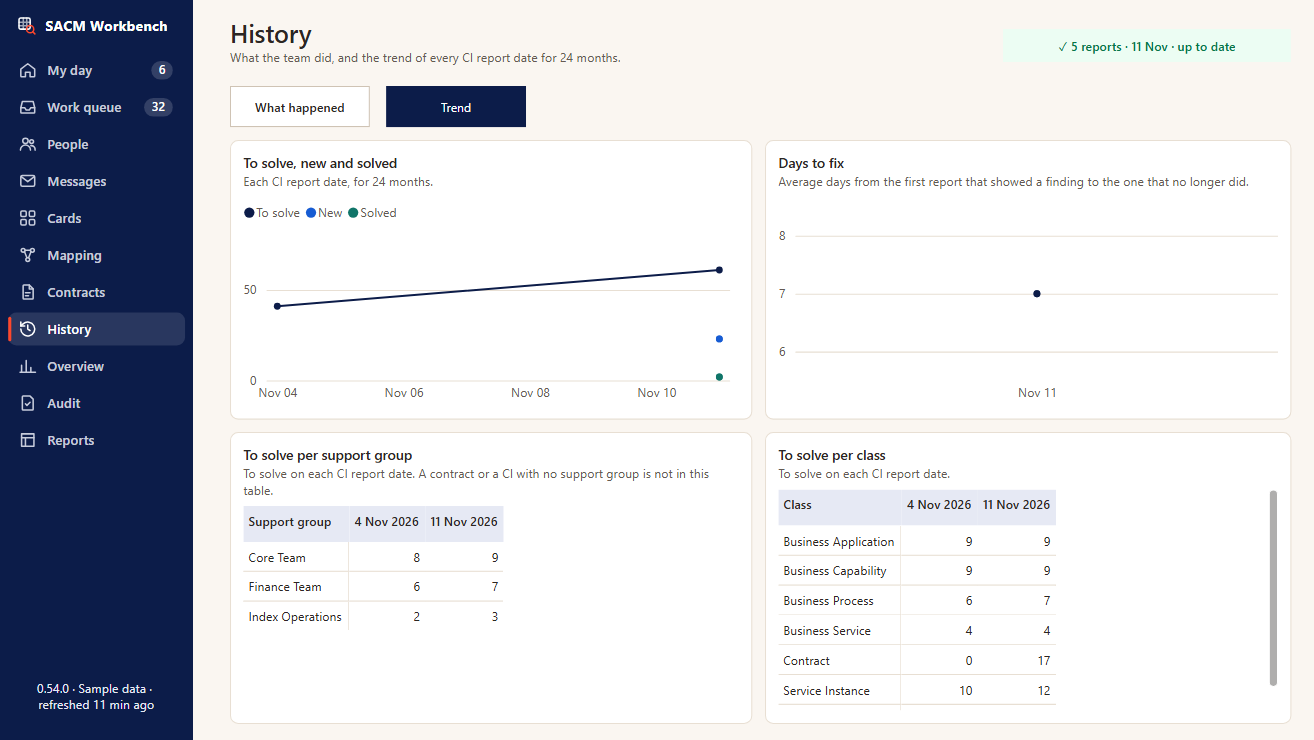 SACM Workbench
My day 6
Work queue 32
People
Messages
Cards
Mapping
Contracts
History
Overview
Audit
Reports
0.54.0 · Sample data ·
refreshed 11 min ago
History
What the team did, and the trend of every CI report date for 24 months.
✓ 5 reports · 11 Nov · up to date
What happened
Trend
To solve, new and solved
Each CI report date, for 24 months.
To solve New Solved
50
0
Nov 04 Nov 06 Nov 08 Nov 10
Days to fix
Average days from the first report that showed a finding to the one that no longer did.
8
7
6
Nov 11
To solve per support group
To solve on each CI report date. A contract or a CI with no support group is not in this
table.
Support group 4 Nov 2026 11 Nov 2026
Core Team 8 9
Finance Team 6 7
Index Operations 2 3
To solve per class
To solve on each CI report date.
Class 4 Nov 2026 11 Nov 2026
Business Application 9 9
Business Capability 9 9
Business Process 6 7
Business Service 4 4
Contract 0 17
Service Instance 10 12